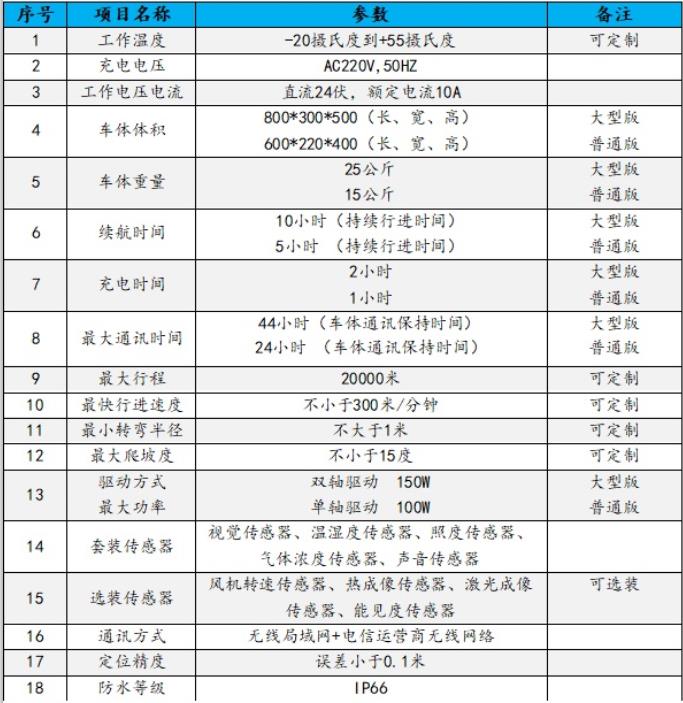 序号 项目名称 参数 备注
1 工作温度 -20摄氏度到+55摄氏度 可定制
2 充电电压 AC220V,50HZ
3 工作电压电流 直流24伏，额定电流10A
4 车体体积 800*300*500（长、宽、高） 大型版
600*220*400（长、宽、高） 普通版
5 车体重量 25公斤 大型版
15公斤 普通版
6 续航时间 10小时（持续行进时间） 大型版
5小时 （持续行进时间） 普通版
7 充电时间 2小时 大型版
1小时 普通版
8 最大通讯时间 44小时（车体通讯保持时间） 大型版
24小时 （车体通讯保持时间） 普通版
9 最大行程 20000米 可定制
10 最快行进速度 不小于300米/分钟 可定制
11 最小转弯半径 不大于1米 可定制
12 最大爬坡度 不小于15度 可定制
13 驱动方式 双轴驱动 150W 大型版
最大功率 单轴驱动 100W 普通版
14 套装传感器 视觉传感器、温湿度传感器、照度传感器、
气体浓度传感器、声音传感器
15 选装传感器 风机转速传感器、热成像传感器、激光成像 可选装
传感器、能见度传感器
16 通讯方式 无线局域网+电信运营商无线网络
17 定位精度 误差小于0.1米
18 防水等级 IP66